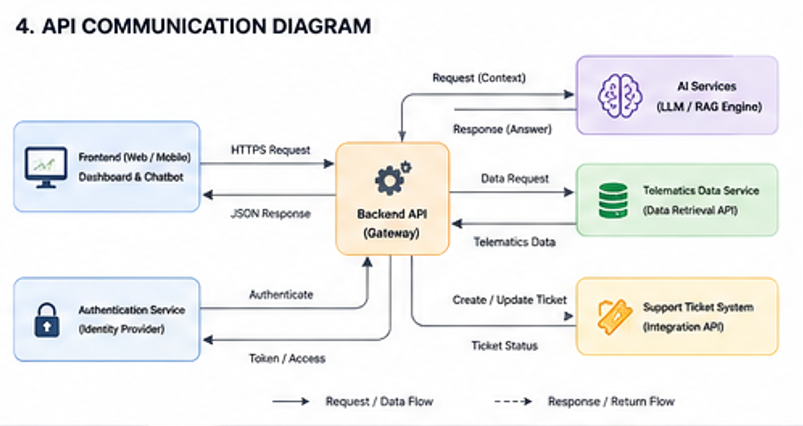 4. API COMMUNICATION DIAGRAM
Request (Context)
AI Services
(LLM / RAG Engine)
Response (Answer)
Frontend (Web / Mobile)
Dashboard & Chatbot
HTTPS Request
JSON Response
Backend API
(Gateway)
Data Request
Telematics Data
Telematics Data Service
(Data Retrieval API)
Authentication Service
(Identity Provider)
Authenticate
Token / Access
Create / Update Ticket
Ticket Status
Support Ticket System
(Integration API)
Request / Data Flow
Response / Return Flow